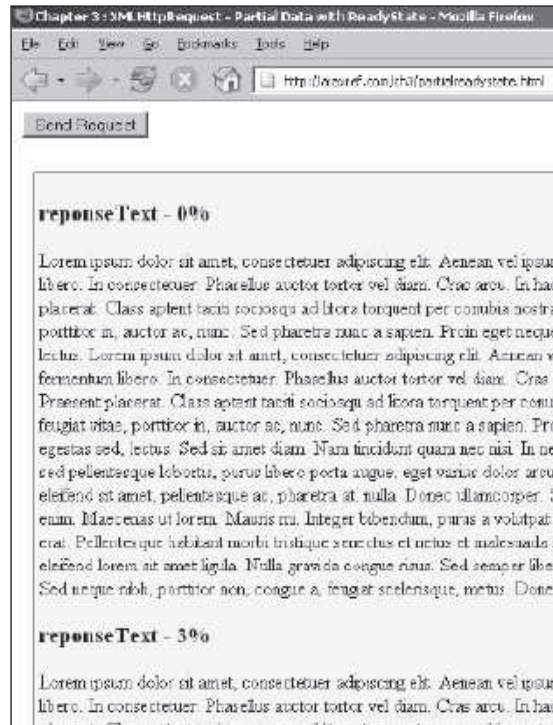 Chapter 3 : XMLHttpRequest - Partial Data with ReadyState - Mozilla Firefox
File Edit View Go Bookmarks Tools Help
http://ajaxref.com/ch3/partialreadystate.html
Send Request
reponseText - 0%
Lorem ipsum dolor sit amet, consectetuer adipiscing elit. Aenean vel ipsu
libero. In consectetuer. Phasellus auctor tortor vel diam. Cras arcu. In ha
placerat. Class aptent taciti sociosqu ad litora torquent per conubia nostra
porttitor in, auctor ac, nunc. Sed pharetra nunc a sapien. Proin eget neque
lectus. Lorem ipsum dolor sit amet, consectetuer adipiscing elit. Aenean v
fermentum libero. In consectetuer. Phasellus auctor tortor vel diam. Cras
Praesent placerat. Class aptent taciti sociosqu ad litora torquent per conu
feugiat vitae, porttitor in, auctor ac, nunc. Sed pharetra nunc a sapien. Pro
egestas sed, lectus. Sed sit amet diam. Nam tincidunt quam nec nisi. In ne
sed pellentesque lobortis, purus libero porta augue, eget varius dolor arcu
eleifend sit amet, pellentesque ac, pharetra at, nulla. Donec ullamcorper.
enim. Maecenas ut lorem. Mauris mi. Integer bibendum, purus a volutpat
erat. Pellentesque habitant morbi tristique senectus et netus et malesuada
eleifend lorem sit amet ligula. Nulla gravida congue risus. Sed semper libe
Sed neque nibh, porttitor non, congue a, feugiat scelerisque, metus. Done
reponseText - 3%
Lorem ipsum dolor sit amet, consectetuer adipiscing elit. Aenean vel ipsu
libero. In consectetuer. Phasellus auctor tortor vel diam. Cras arcu. In ha